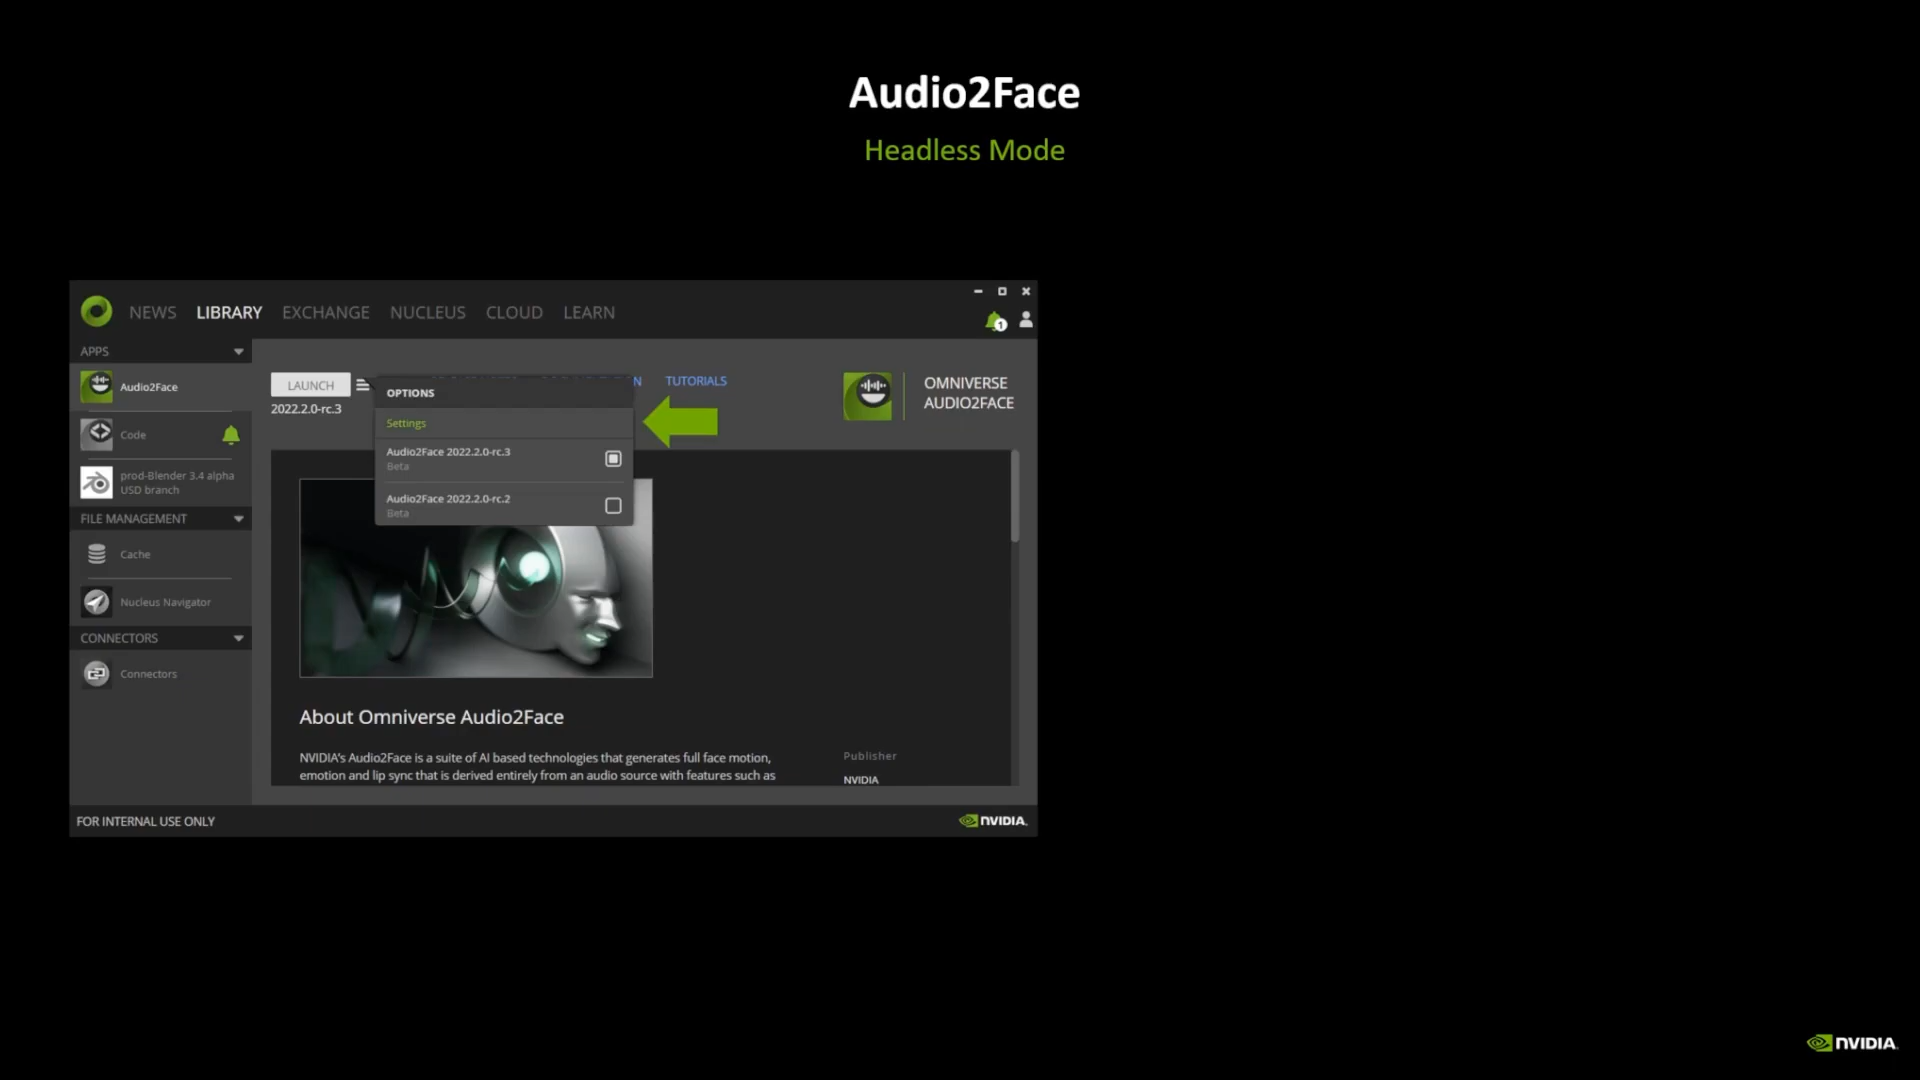 Audio2Face
Headless Mode
NEWS LIBRARY EXCHANGE NUCLEUS CLOUD LEARN
1
APPS
Audio2Face
Code
prod-Blender 3.4 alpha
USD branch
FILE MANAGEMENT
Cache
Nucleus Navigator
CONNECTORS
Connectors
LAUNCH
2022.2.0-rc.3
OPTIONS
Settings
Audio2Face 2022.2.0-rc.3
Beta
Audio2Face 2022.2.0-rc.2
Beta
N TUTORIALS
OMNIVERSE
AUDIO2FACE
About Omniverse Audio2Face
NVIDIA's Audio2Face is a suite of AI based technologies that generates full face motion,
emotion and lip sync that is derived entirely from an audio source with features such as
Publisher
NVIDIA
FOR INTERNAL USE ONLY
NVIDIA.
NVIDIA.